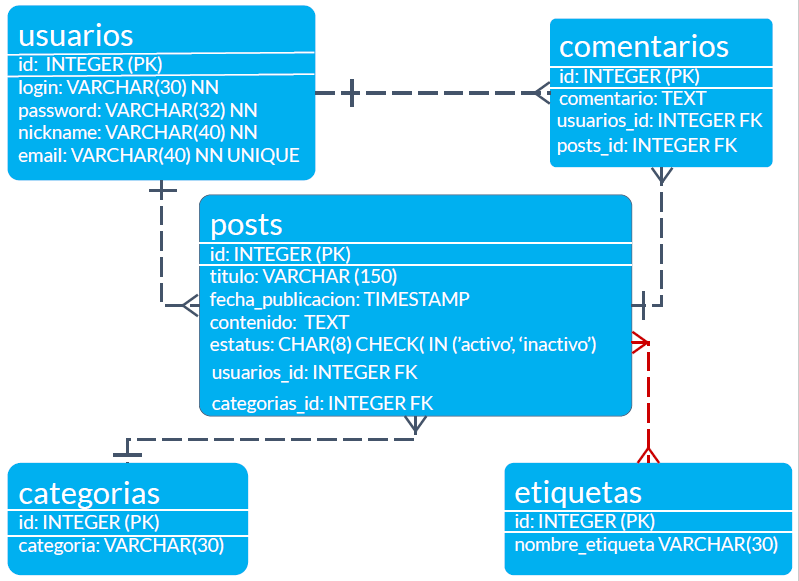 usuarios
id: INTEGER (PK)
login: VARCHAR(30) NN
password: VARCHAR(32) NN
nickname: VARCHAR(40) NN
email: VARCHAR(40) NN UNIQUE
comentarios
id: INTEGER (PK)
comentario: TEXT
usuarios_id: INTEGER FK
posts_id: INTEGER FK
posts
id: INTEGER (PK)
titulo: VARCHAR (150)
fecha_publicacion: TIMESTAMP
contenido: TEXT
estatus: CHAR(8) CHECK( IN (’activo’, ‘inactivo’)
usuarios_id: INTEGER FK
categorias_id: INTEGER FK
categorias
id: INTEGER (PK)
categoria: VARCHAR(30)
etiquetas
id: INTEGER (PK)
nombre_etiqueta VARCHAR(30)